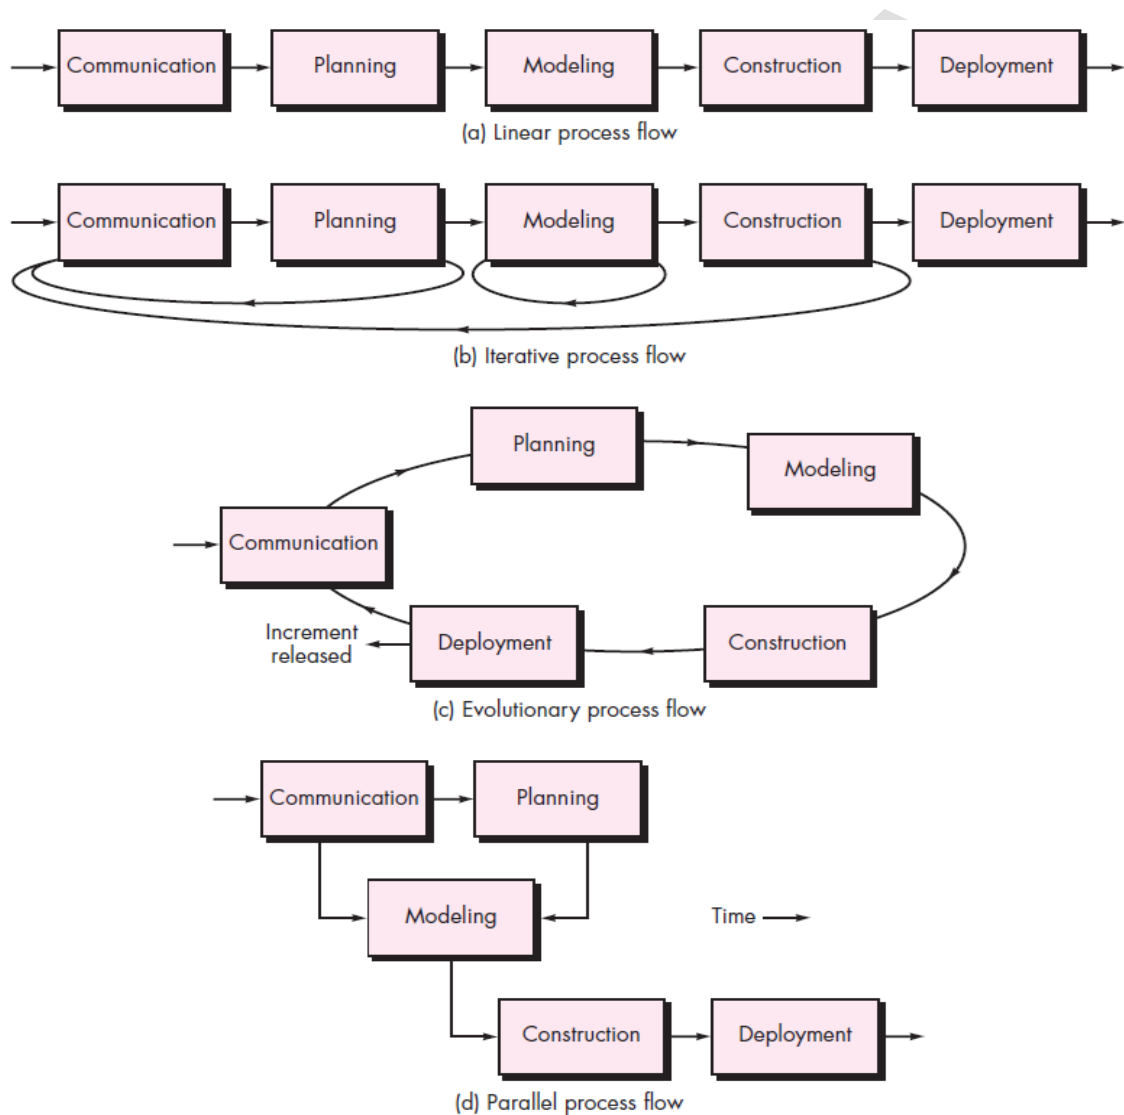 Communication Planning Modeling Construction Deployment
(a) Linear process flow
Communication Planning Modeling Construction Deployment
(b) Iterative process flow
Planning
Modeling
Communication
Increment
released
Deployment
Construction
(c) Evolutionary process flow
Communication Planning
Modeling
Time
Construction Deployment
(d) Parallel process flow